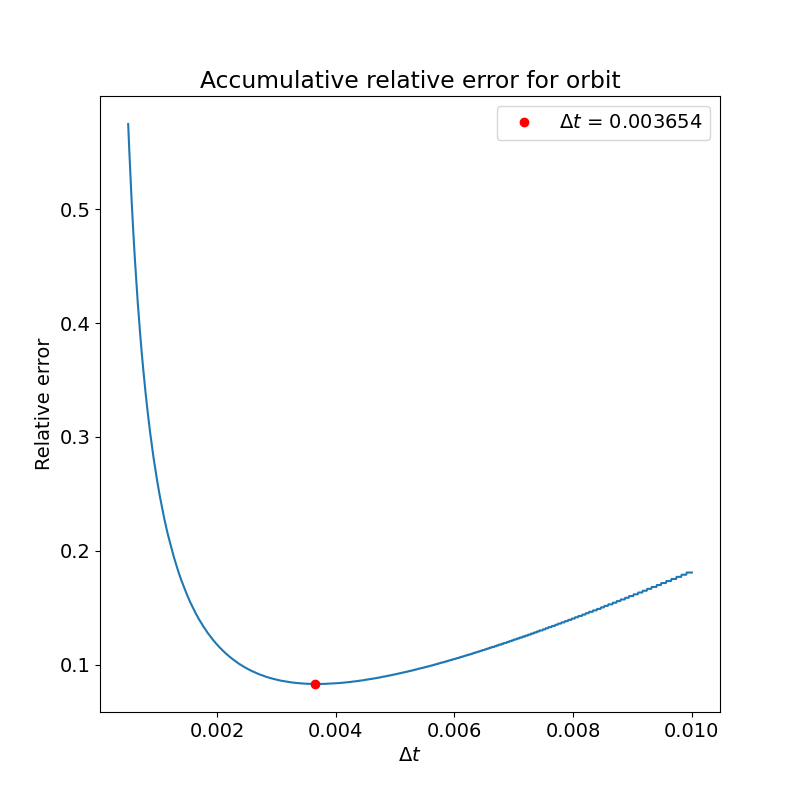 Accumulative relative error for orbit
Δt = 0.003654
Relative error
0.5
0.4
0.3
0.2
0.1
0.002 0.004 0.006 0.008 0.010
Δt